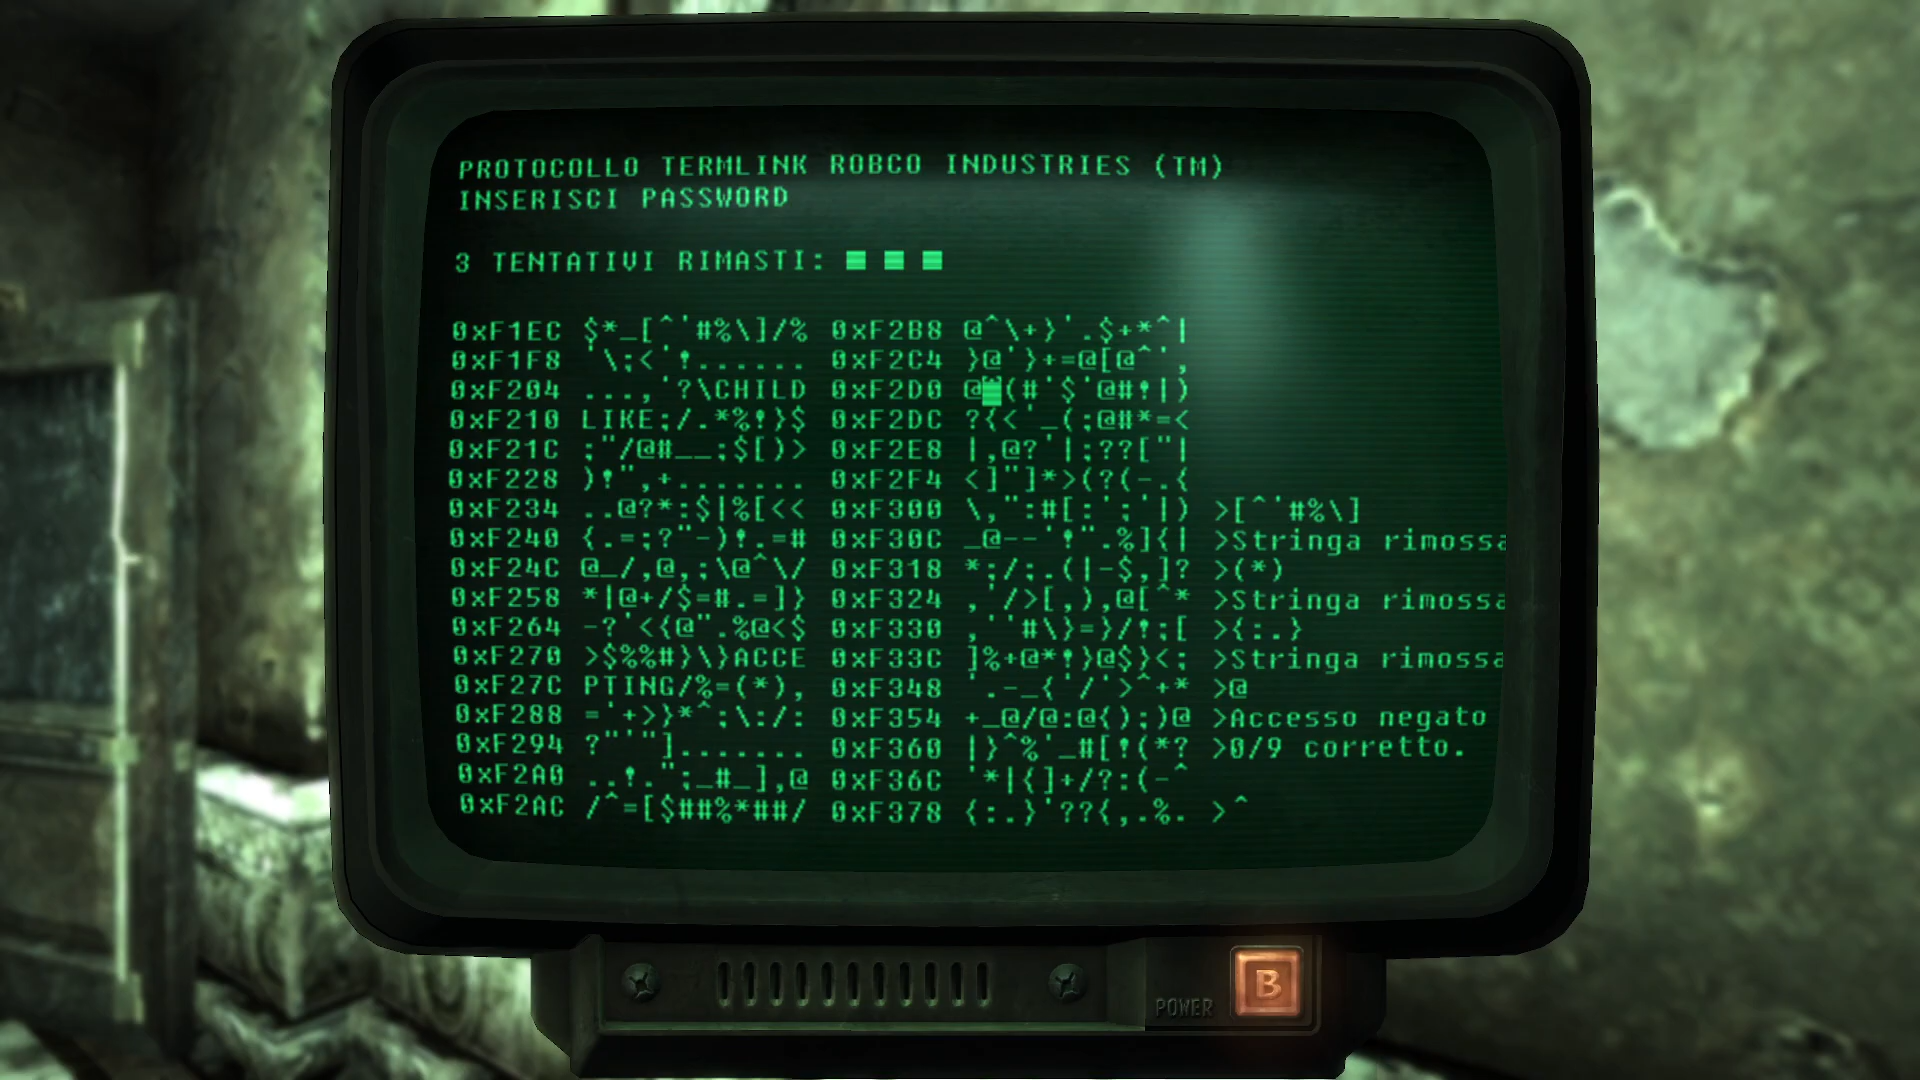 PROTOCOLLO TERMLINK ROBCO INDUSTRIES (TM)
INSERISCI PASSWORD
3 TENTATIVI RIMASTI:
0xF1EC $*_[^'#%\]/% 0xF2B8 @^\+}'.$+*^|
0xF1F8 '\;<'!...... 0xF2C4 }@'}+=@[@^',
0xF204 ...,'?\CHILD 0xF2D0 @^(#'$'@#!|)
0xF210 LIKE;/.*%!}$ 0xF2DC ?{<'_(;@#*=<
0xF21C ;"/@#__;$[)> 0xF2E8 |,@?'|;??["|
0xF228 )!",+....... 0xF2F4 <]"]*>(?(-.{
0xF234 ..@?*:$|%[<< 0xF300 \,":#[:';'|) >[^'#%\]
0xF240 {.=;?"-)!.=# 0xF30C _@--'!".%]{| >Stringa rimossa
0xF24C @_/,@,;\@^\/ 0xF318 *;/;.(|-$,]? >(*)
0xF258 *|@+/$=#.=]} 0xF324 ,'/>[,),@[^* >Stringa rimossa
0xF264 -?'<{@".%@<$ 0xF330 ,''#\}=}/!;[ >{:.}
0xF270 >$%%#}\}ACCE 0xF33C ]%+@*!}@$}<; >Stringa rimossa
0xF27C PTING/%=(*), 0xF348 '.-_{'/'>^+* >@
0xF288 ='+>}*^;\:/: 0xF354 +_@/@:@{);)@ >Accesso negato
0xF294 ?"'"]....... 0xF360 |}^%'_#[!(*? >0/9 corretto.
0xF2A0 ..!.";_#_],@ 0xF36C '*|{]+/?:(-^
0xF2AC /^=[$##%*##/ 0xF378 {:.}'??{,.%. >^
POWER
B